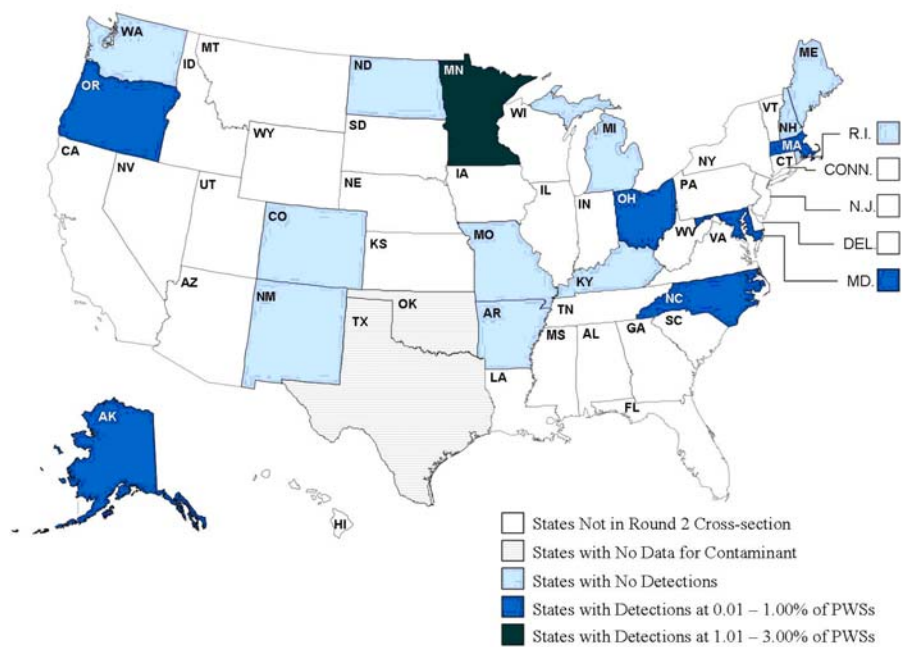 WA
MT
ID
ND
MN
ME
OR
VT
WI
NH
R.I.
SD
MI
MA
WY
NY
CT
CONN.
CA
NV
IA
NE
PA
N.J.
UT
IL
IN
OH
CO
WV
VA
DEL.
MO
KS
KY
MD.
AZ
NM
OK
TN
NC
TX
AR
SC
MS
AL
GA
LA
FL
AK
HI
States Not in Round 2 Cross-section
States with No Data for Contaminant
States with No Detections
States with Detections at 0.01 – 1.00% of PWSs
States with Detections at 1.01 – 3.00% of PWSs